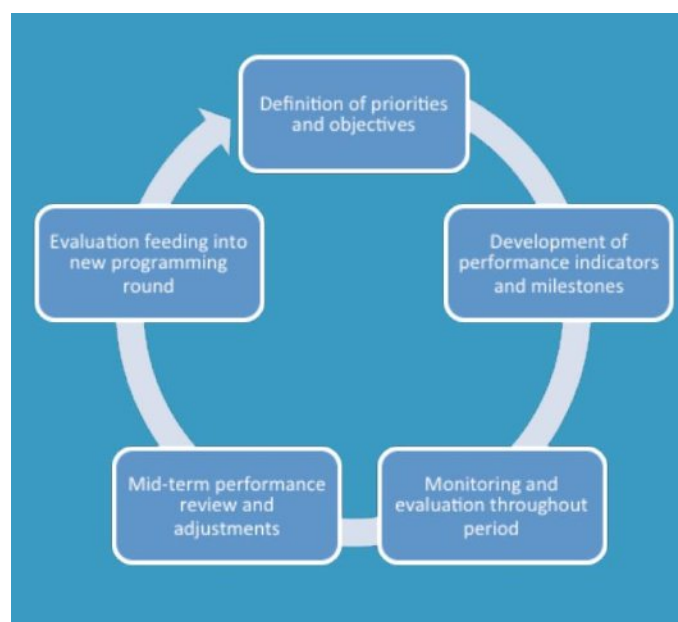 Definition of priorities
and objectives
Development of
performance indicators
and milestones
Monitoring and
evaluation throughout
period
Mid-term performance
review and
adjustments
Evaluation feeding into
new programming
round